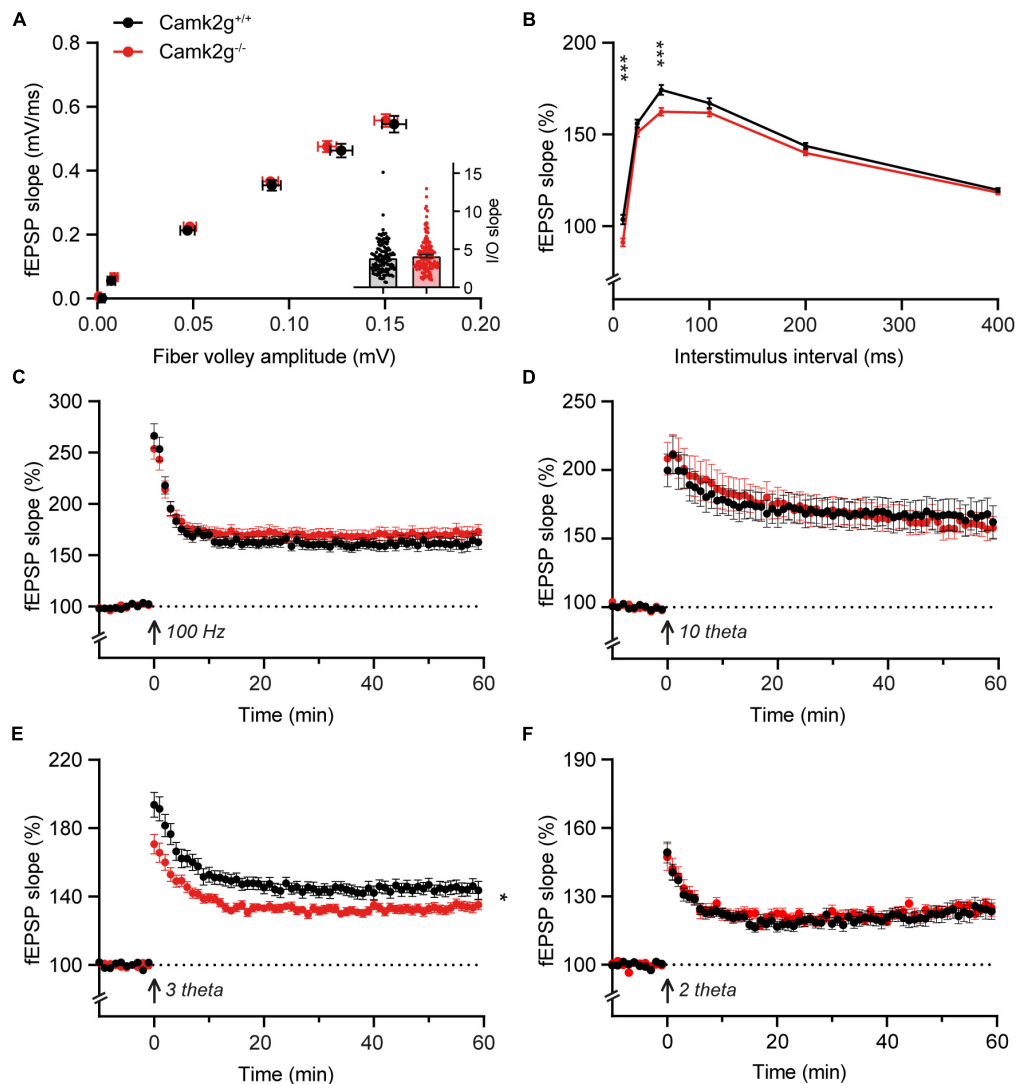 A
Camk2g+/+
Camk2g-/-
0.8
0.6
0.4
0.2
0.0
fEPSP slope (mV/ms)
0.00
0.05
0.10
0.15
0.20
Fiber volley amplitude (mV)
15
10
5
0
I/O slope
B
***
***
200
150
100
fEPSP slope (%)
0
100
200
300
400
Interstimulus interval (ms)
C
300
250
200
150
100
fEPSP slope (%)
100 Hz
0
20
40
60
Time (min)
D
250
200
150
100
fEPSP slope (%)
10 theta
0
20
40
60
Time (min)
E
220
180
140
100
fEPSP slope (%)
*
3 theta
0
20
40
60
Time (min)
F
190
160
130
100
fEPSP slope (%)
2 theta
0
20
40
60
Time (min)